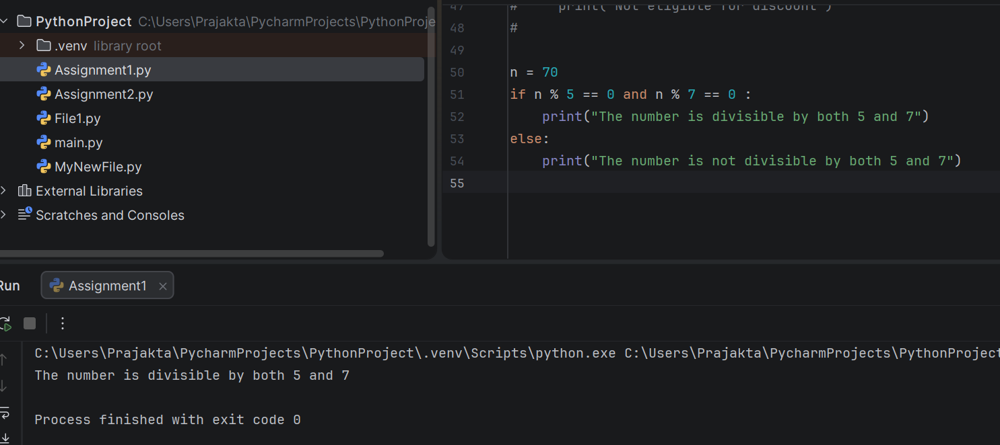 PythonProject C:\Users\Prajakta\PycharmProjects\PythonProje
.venv library root
Assignment1.py
Assignment2.py
File1.py
main.py
MyNewFile.py
External Libraries
Scratches and Consoles
47 # print("Not eligible for discount")
48 #
49
50 n = 70
51 if n % 5 == 0 and n % 7 == 0 :
52 print("The number is divisible by both 5 and 7")
53 else:
54 print("The number is not divisible by both 5 and 7")
55
Run Assignment1
C:\Users\Prajakta\PycharmProjects\PythonProject\.venv\Scripts\python.exe C:\Users\Prajakta\PycharmProjects\PythonProject
The number is divisible by both 5 and 7
Process finished with exit code 0